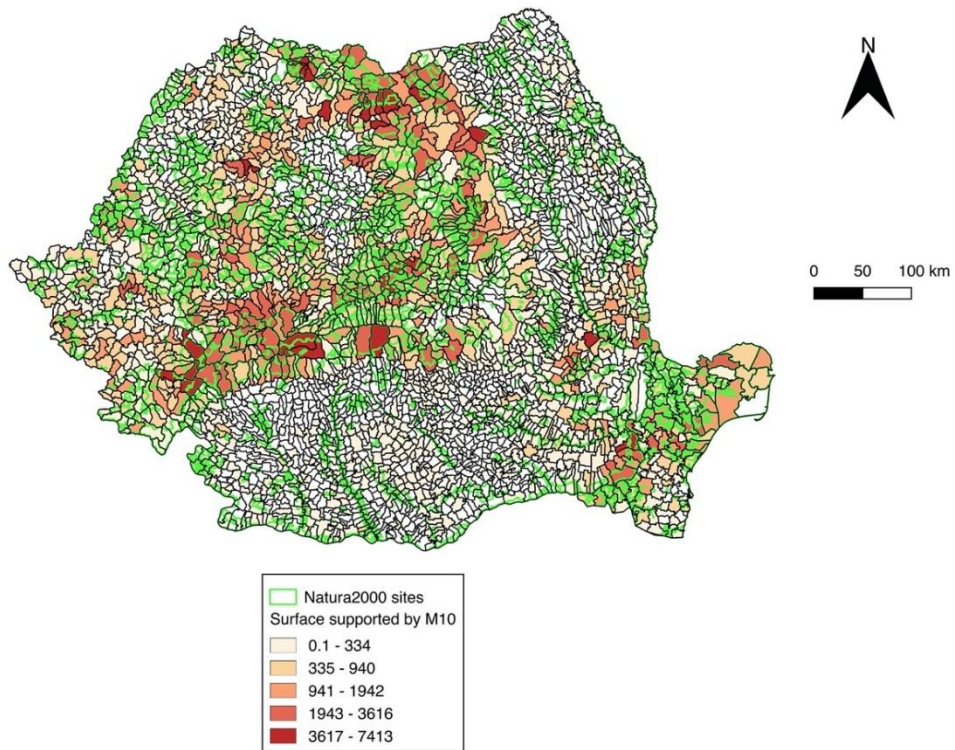 N
0 50 100 km
Natura2000 sites
Surface supported by M10
0.1 - 334
335 - 940
941 - 1942
1943 - 3616
3617 - 7413